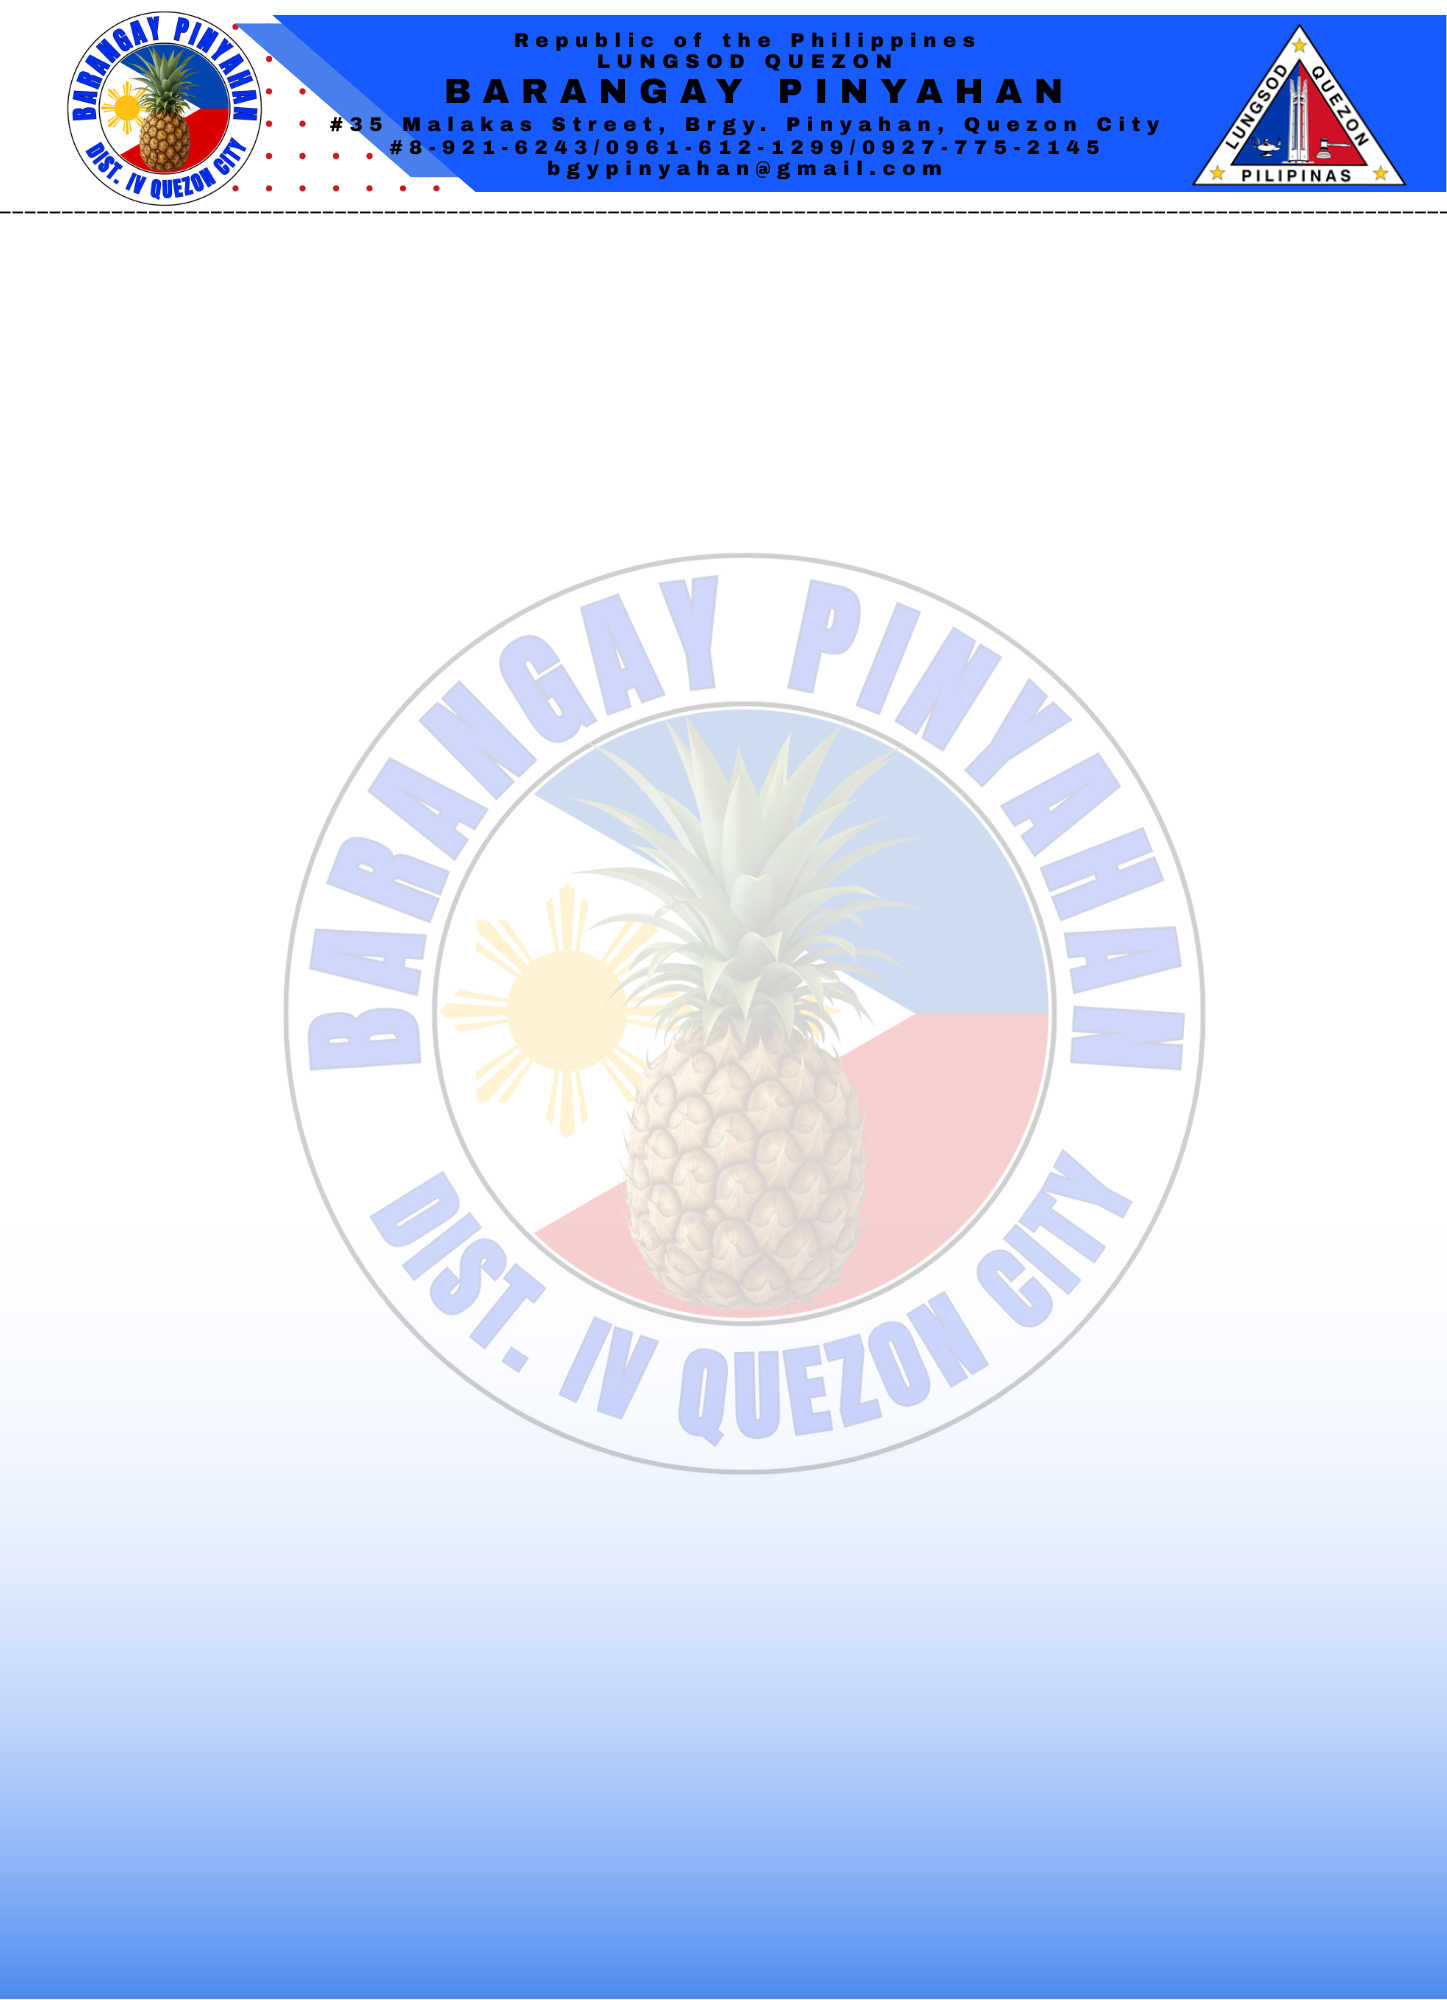 BARANGAY PINYAHAN
DIST. IV QUEZON CITY
Republic of the Philippines
LUNGSOD QUEZON
BARANGAY PINYAHAN
#35 Malakas Street, Brgy. Pinyahan, Quezon City
#8-921-6243/0961-612-1299/0927-775-2145
bgypinyahan@gmail.com
LUNGSOD QUEZON
PILIPINAS
BARANGAY PINYAHAN
DIST. IV QUEZON CITY